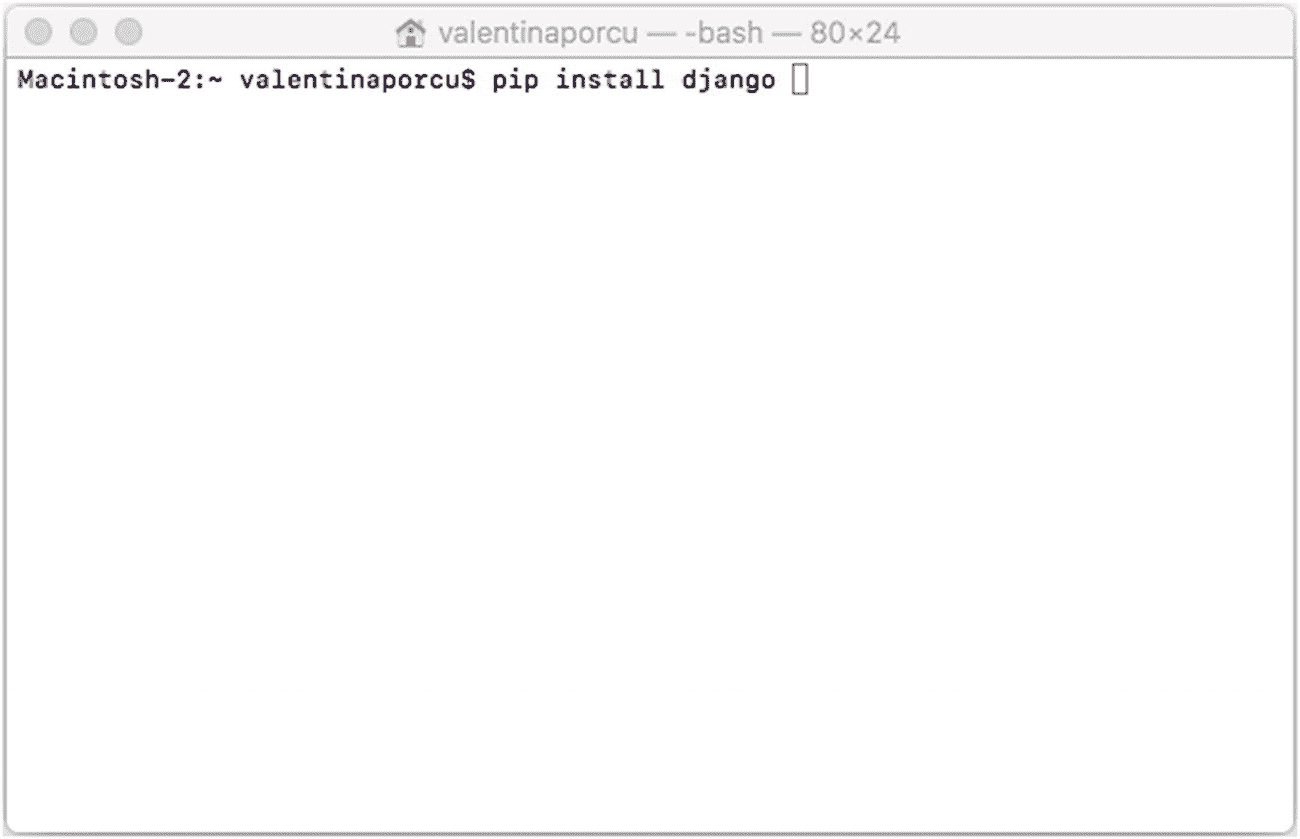 valentinaporcu — -bash — 80×24
Macintosh-2:~ valentinaporcu$ pip install django